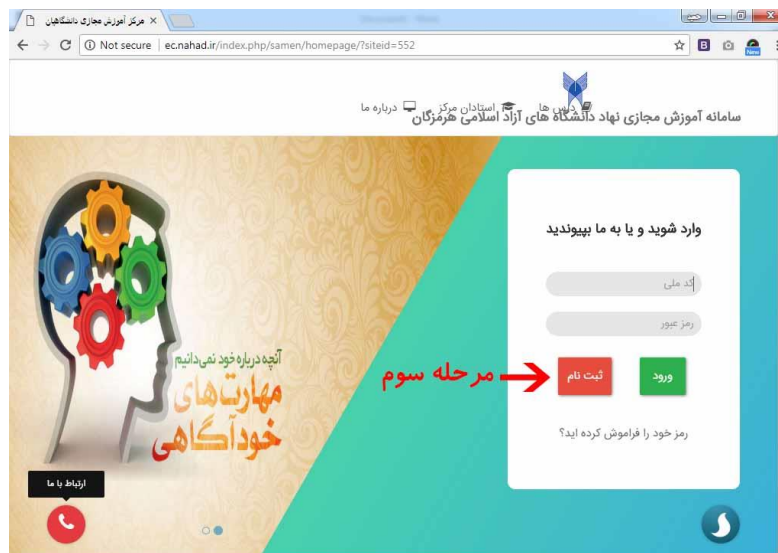 مرکز آموزش مجازی دانشگاهیان
Not secure | ec.nahad.ir/index.php/samen/homepage/?siteid=552
New
درس ها
استادان مرکز
درباره ما
سامانه آموزش مجازی نهاد دانشگاه های آزاد اسلامی هرمزگان
وارد شوید و یا به ما بپیوندید
کد ملی
رمز عبور
ورود
ثبت نام
مرحله سوم
رمز خود را فراموش کرده اید؟
آنچه درباره خود نمی‌دانیم
مهارت‌های
خودآگاهی
ارتباط با ما